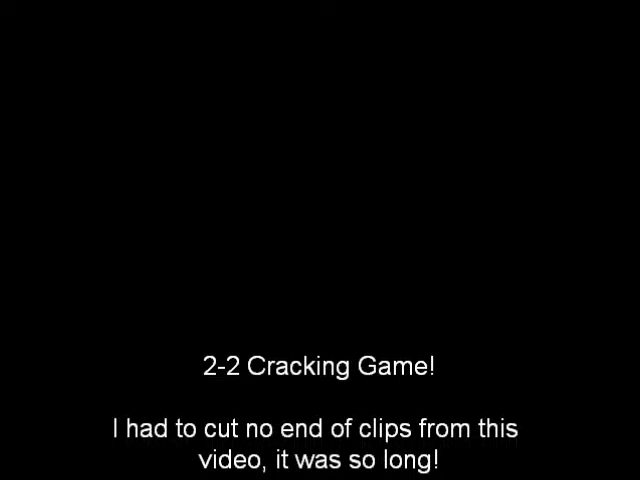 2-2 Cracking Game!
I had to cut no end of clips from this
video, it was so long!